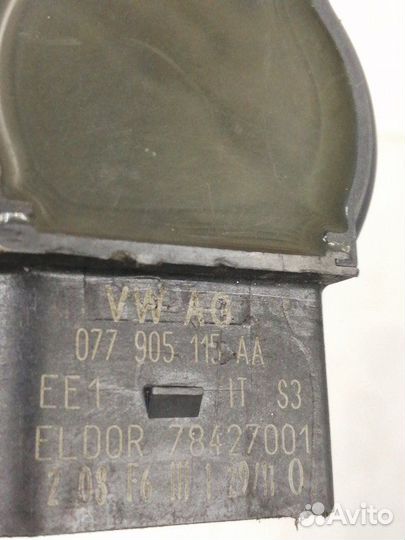 VW AG
077 905 115 AA
EE1 IT S3
ELDOR 78427001
2 08 F6 III 1 29/11 0
Avito